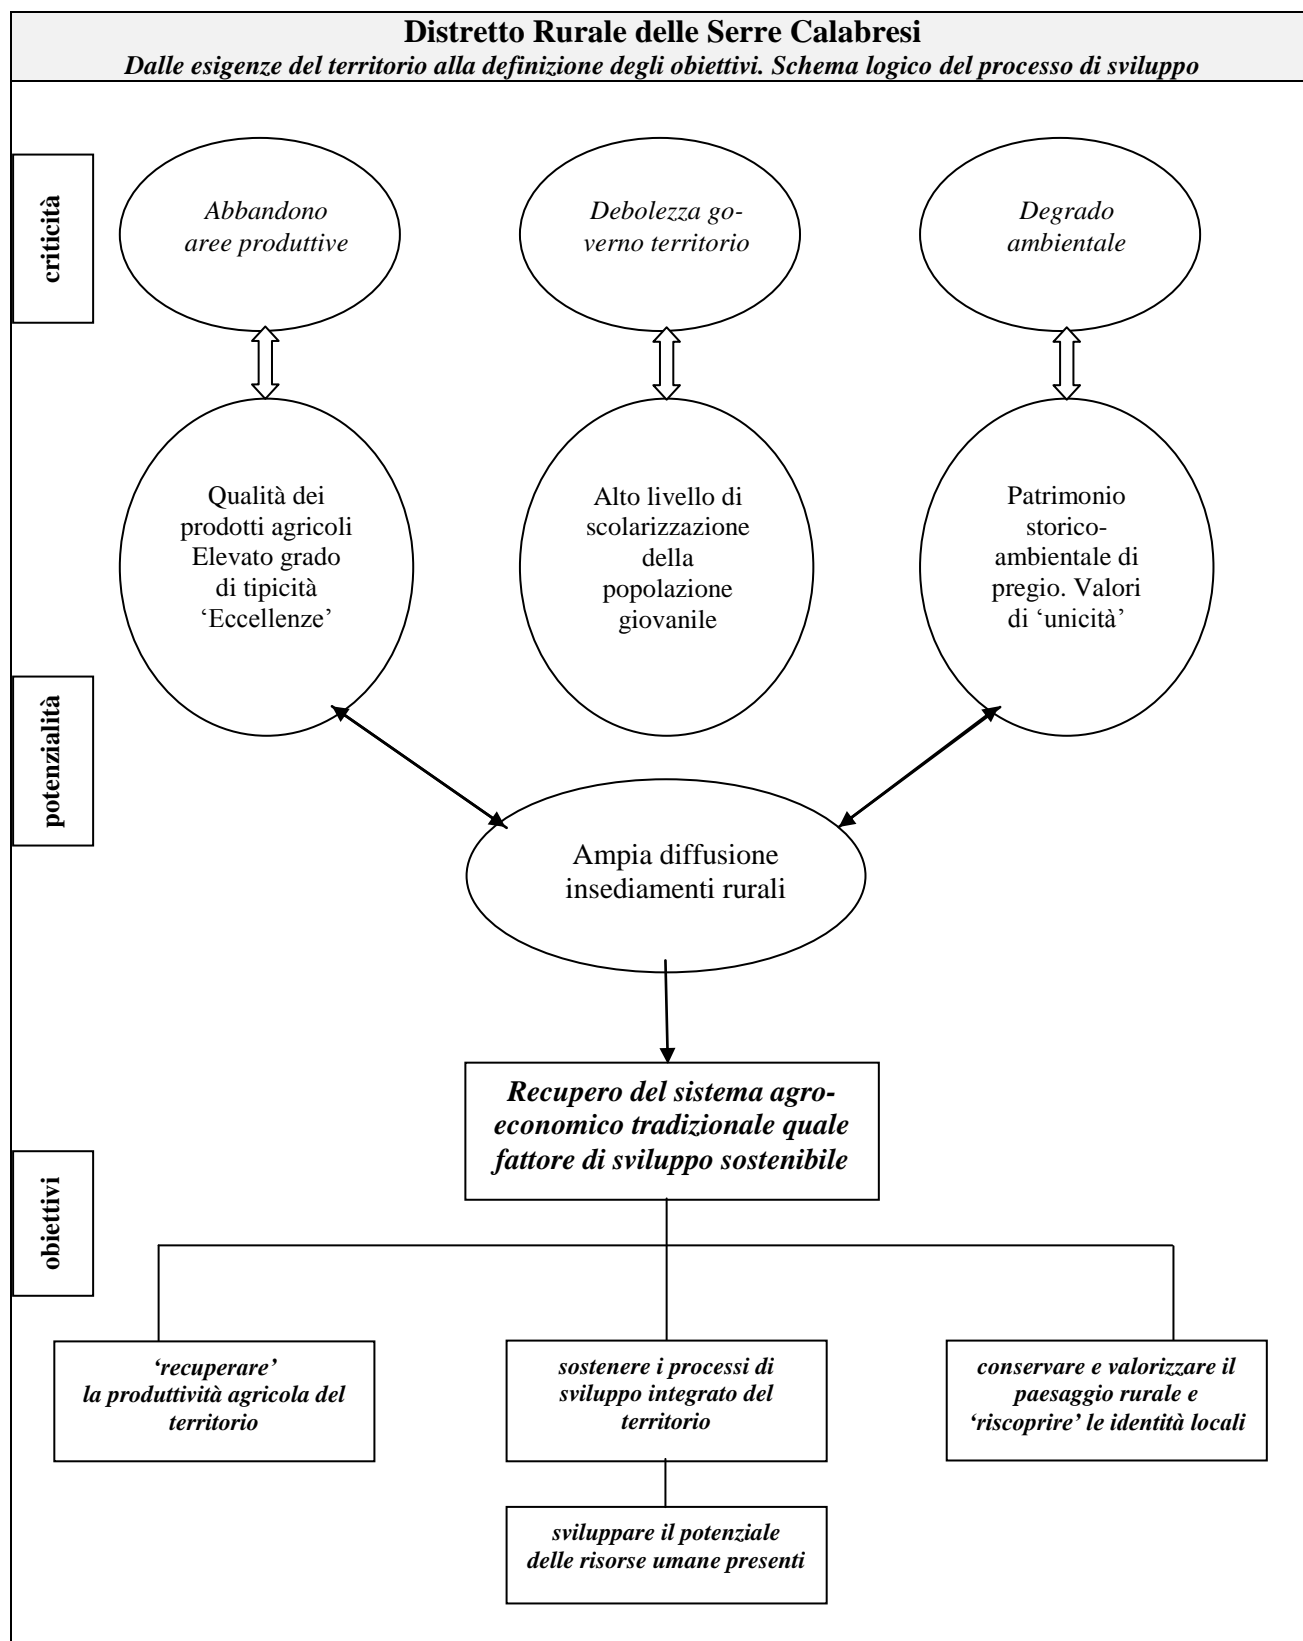 Distretto Rurale delle Serre Calabresi
Dalle esigenze del territorio alla definizione degli obiettivi. Schema logico del processo di sviluppo
criticità
Abbandono
aree produttive
Debolezza go-
verno territorio
Degrado
ambientale
Qualità dei
prodotti agricoli
Elevato grado
di tipicità
‘Eccellenze’
Alto livello di
scolarizzazione
della
popolazione
giovanile
Patrimonio
storico-
ambientale di
pregio. Valori
di ‘unicità’
potenzialità
Ampia diffusione
insediamenti rurali
Recupero del sistema agro-
economico tradizionale quale
fattore di sviluppo sostenibile
obiettivi
‘recuperare’
la produttività agricola del
territorio
sostenere i processi di
sviluppo integrato del
territorio
conservare e valorizzare il
paesaggio rurale e
‘riscoprire’ le identità locali
sviluppare il potenziale
delle risorse umane presenti